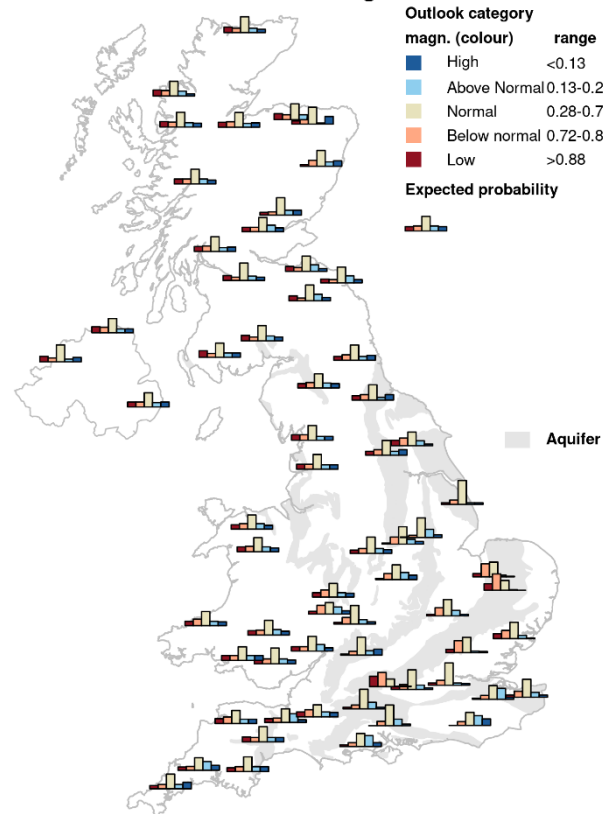 Outlook category
magn. (colour) range
High <0.13
Above Normal 0.13-0.2
Normal 0.28-0.7
Below normal 0.72-0.8
Low >0.88
Expected probability
Aquifer